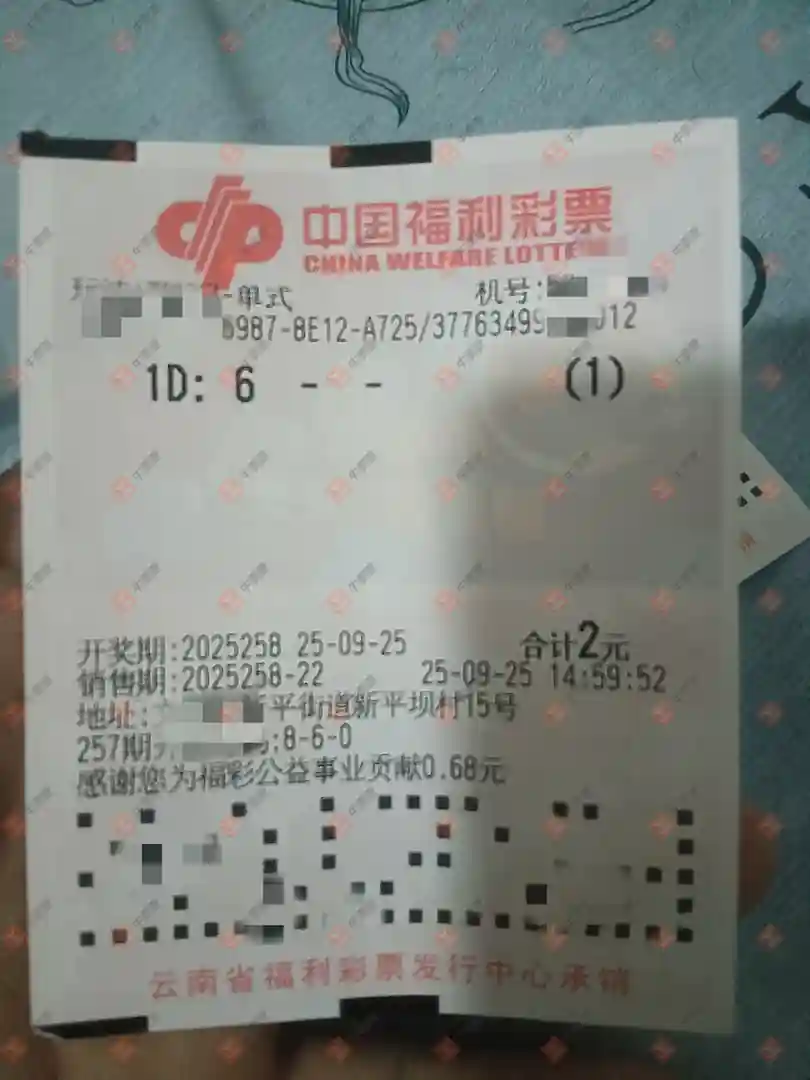 中国福利彩票
CHINA WELFARE LOTTE
-单式 机号:
6987-8E12-A725/37763499 J12
1D: 6 - - (1)
开奖期:2025258 25-09-25 合计2元
销售期:2025258-22 25-09-25 14:59:52
地址: 平街道新平坝村15号
257期 :8-6-0
感谢您为福彩公益事业贡献0.68元
云南省福利彩票发行中心承销